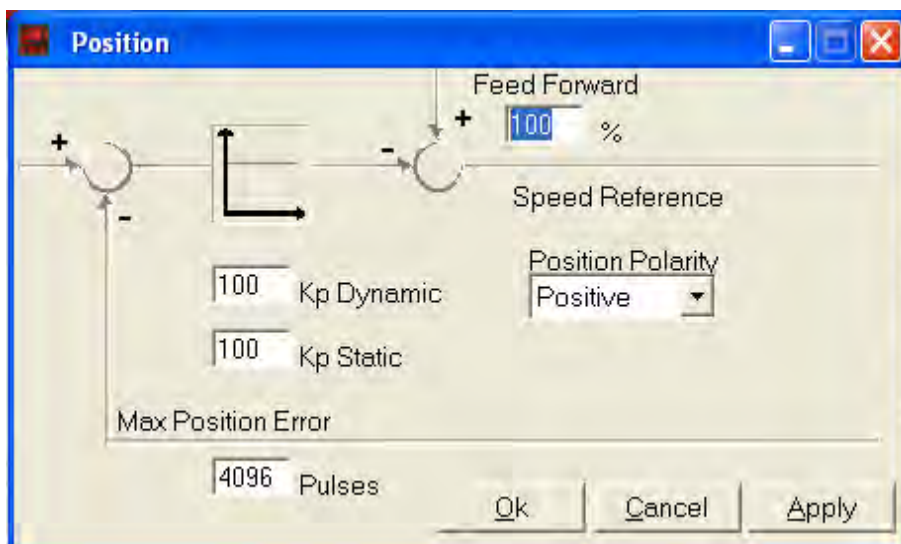 Position
Feed Forward
+
+ 100 %
-
-
Speed Reference
Position Polarity
100 Kp Dynamic
Positive
100 Kp Static
Max Position Error
4096 Pulses
Ok Cancel Apply